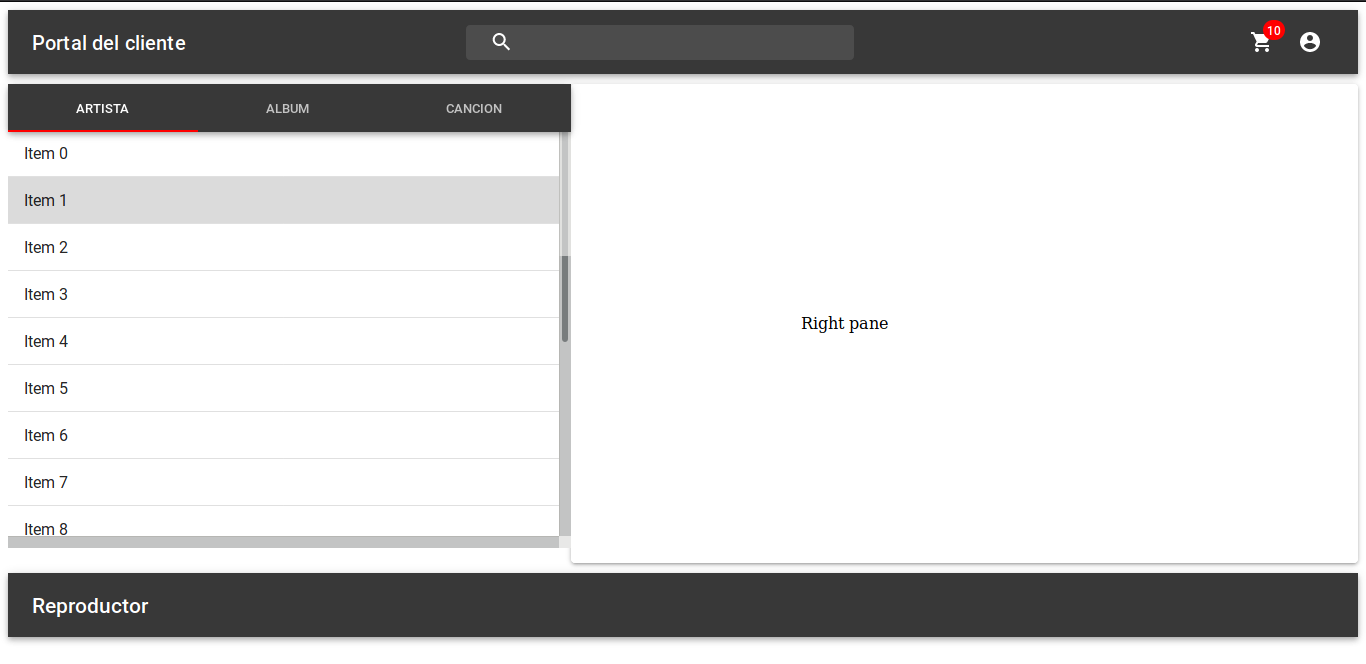 Portal del cliente
10
ARTISTA ALBUM CANCION
Item 0
Item 1
Item 2
Item 3
Item 4
Item 5
Item 6
Item 7
Item 8
Right pane
Reproductor